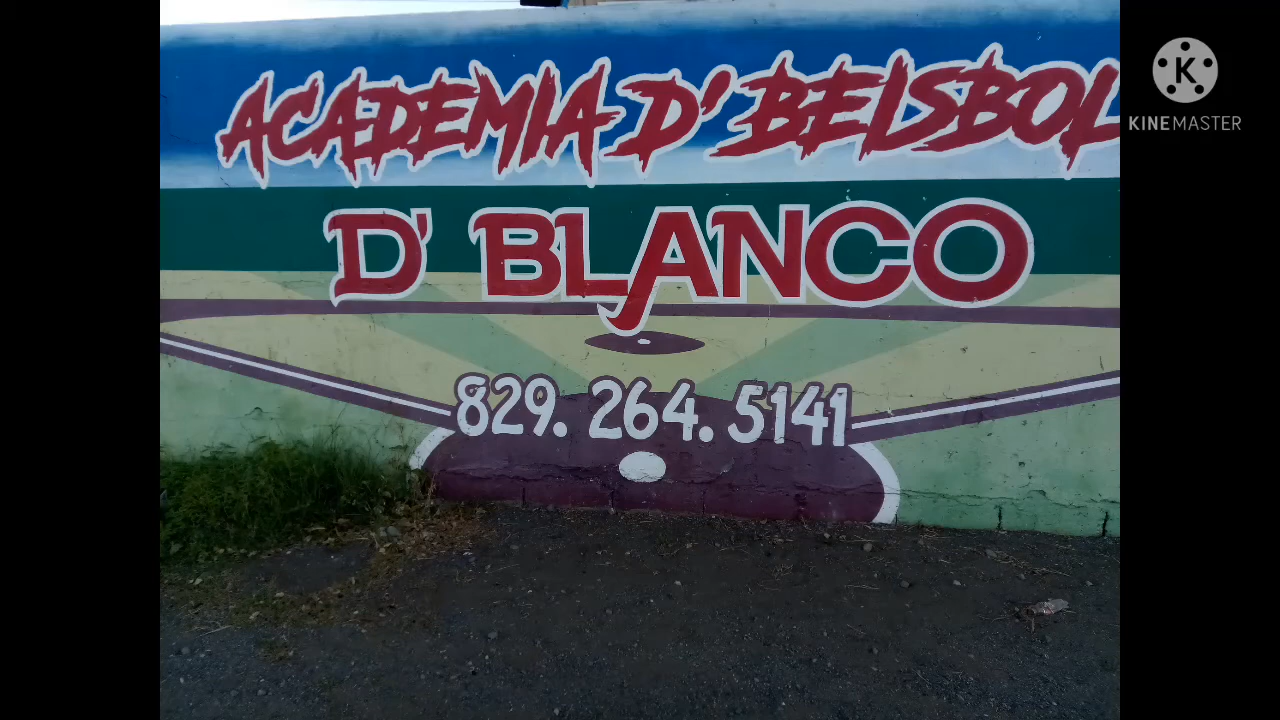 ACADEMIA D' BEISBOL
D' BLANCO
829. 264. 5141
K
KINEMASTER